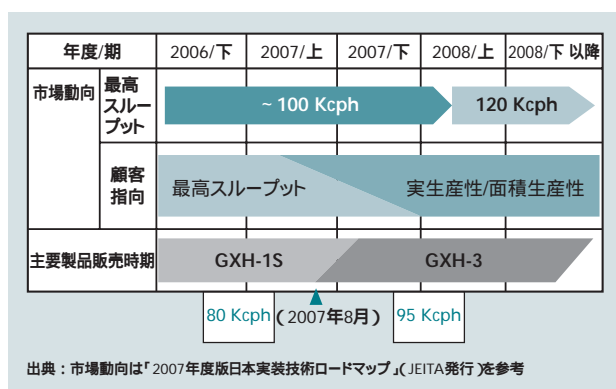 年度/期 2006/下 2007/上 2007/下 2008/上 2008/下 以降
市場動向
最高
スルー
プット
~ 100 Kcph 120 Kcph
顧客
指向
最高スループット 実生産性/面積生産性
主要製品販売時期 GXH-1S GXH-3
80 Kcph (2007年8月) 95 Kcph
出典:市場動向は「2007年度版日本実装技術ロードマップ」(JEITA発行)を参考